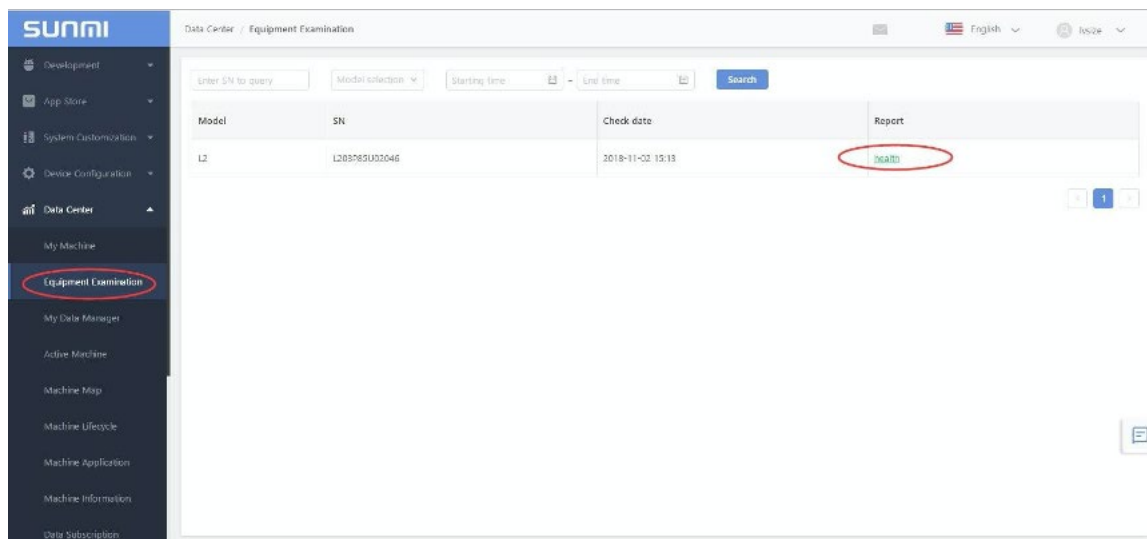 SUNMI
Data Center / Equipment Examination
English
Development
App Store
System Customization
Device Configuration
Data Center
My Machine
Equipment Examination
My Data Manager
Active Machine
Machine Map
Machine Lifecycle
Machine Application
Machine Information
Data Subscription
Enter SN to query
Model selection
Starting time
-
End time
Search
Model SN Check date Report
L2 L203P85U02046 2018-11-02 15:13 health
1